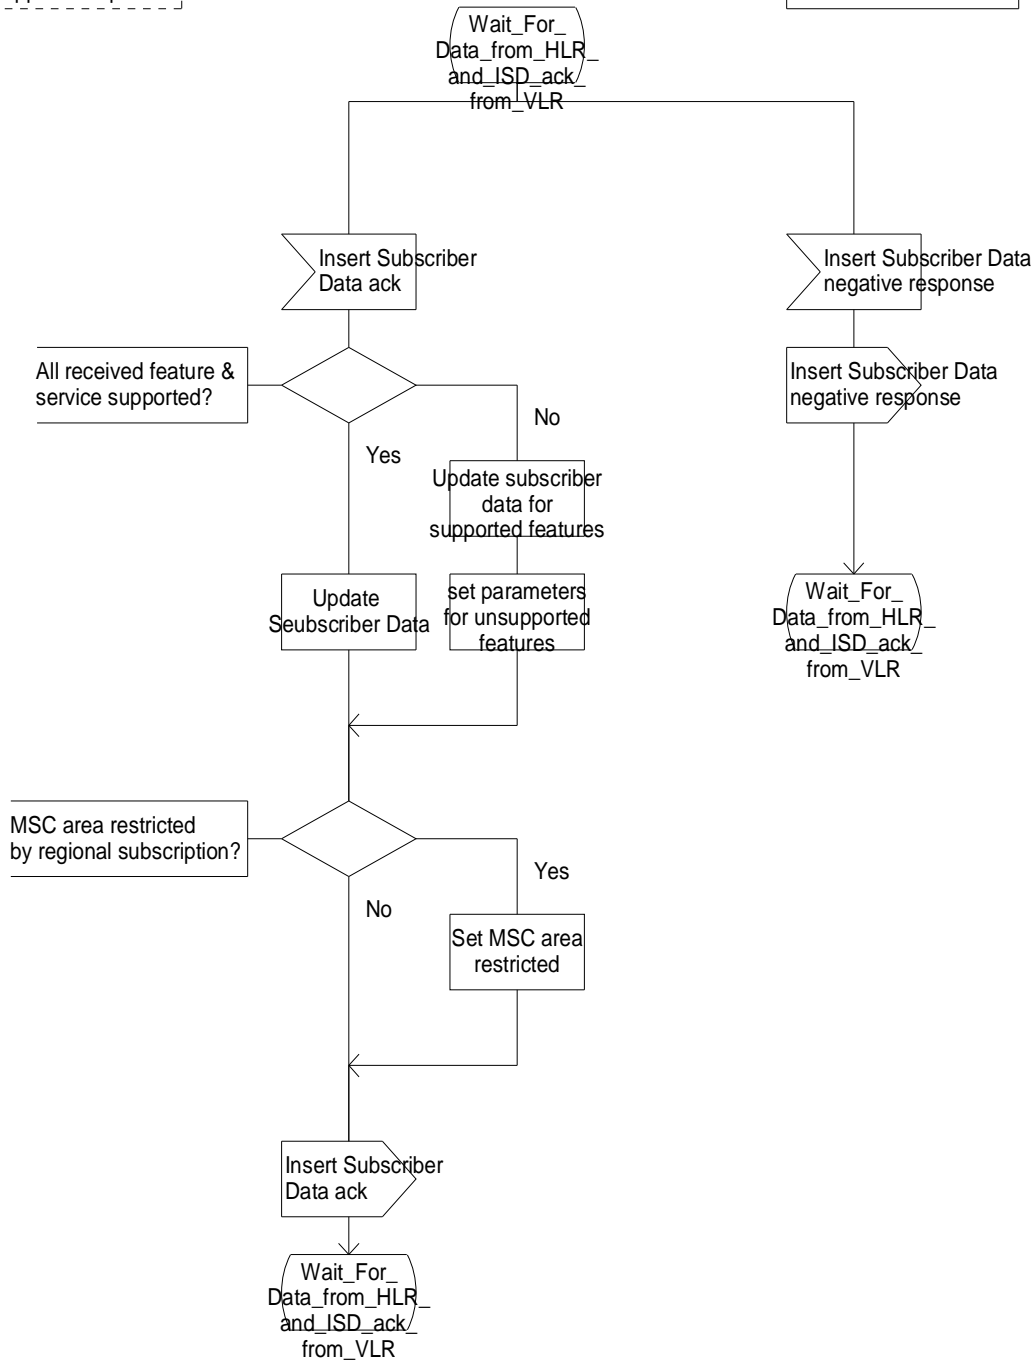 Wait_For_
Data_from_HLR_
and_ISD_ack_
from_VLR
Insert Subscriber
Data ack
Insert Subscriber Data
negative response
All received feature &
service supported?
Insert Subscriber Data
negative response
No
Yes
Update subscriber
data for
supported features
Update
Seubscriber Data
set parameters
for unsupported
features
Wait_For_
Data_from_HLR_
and_ISD_ack_
from_VLR
MSC area restricted
by regional subscription?
Yes
No
Set MSC area
restricted
Insert Subscriber
Data ack
Wait_For_
Data_from_HLR_
and_ISD_ack_
from_VLR